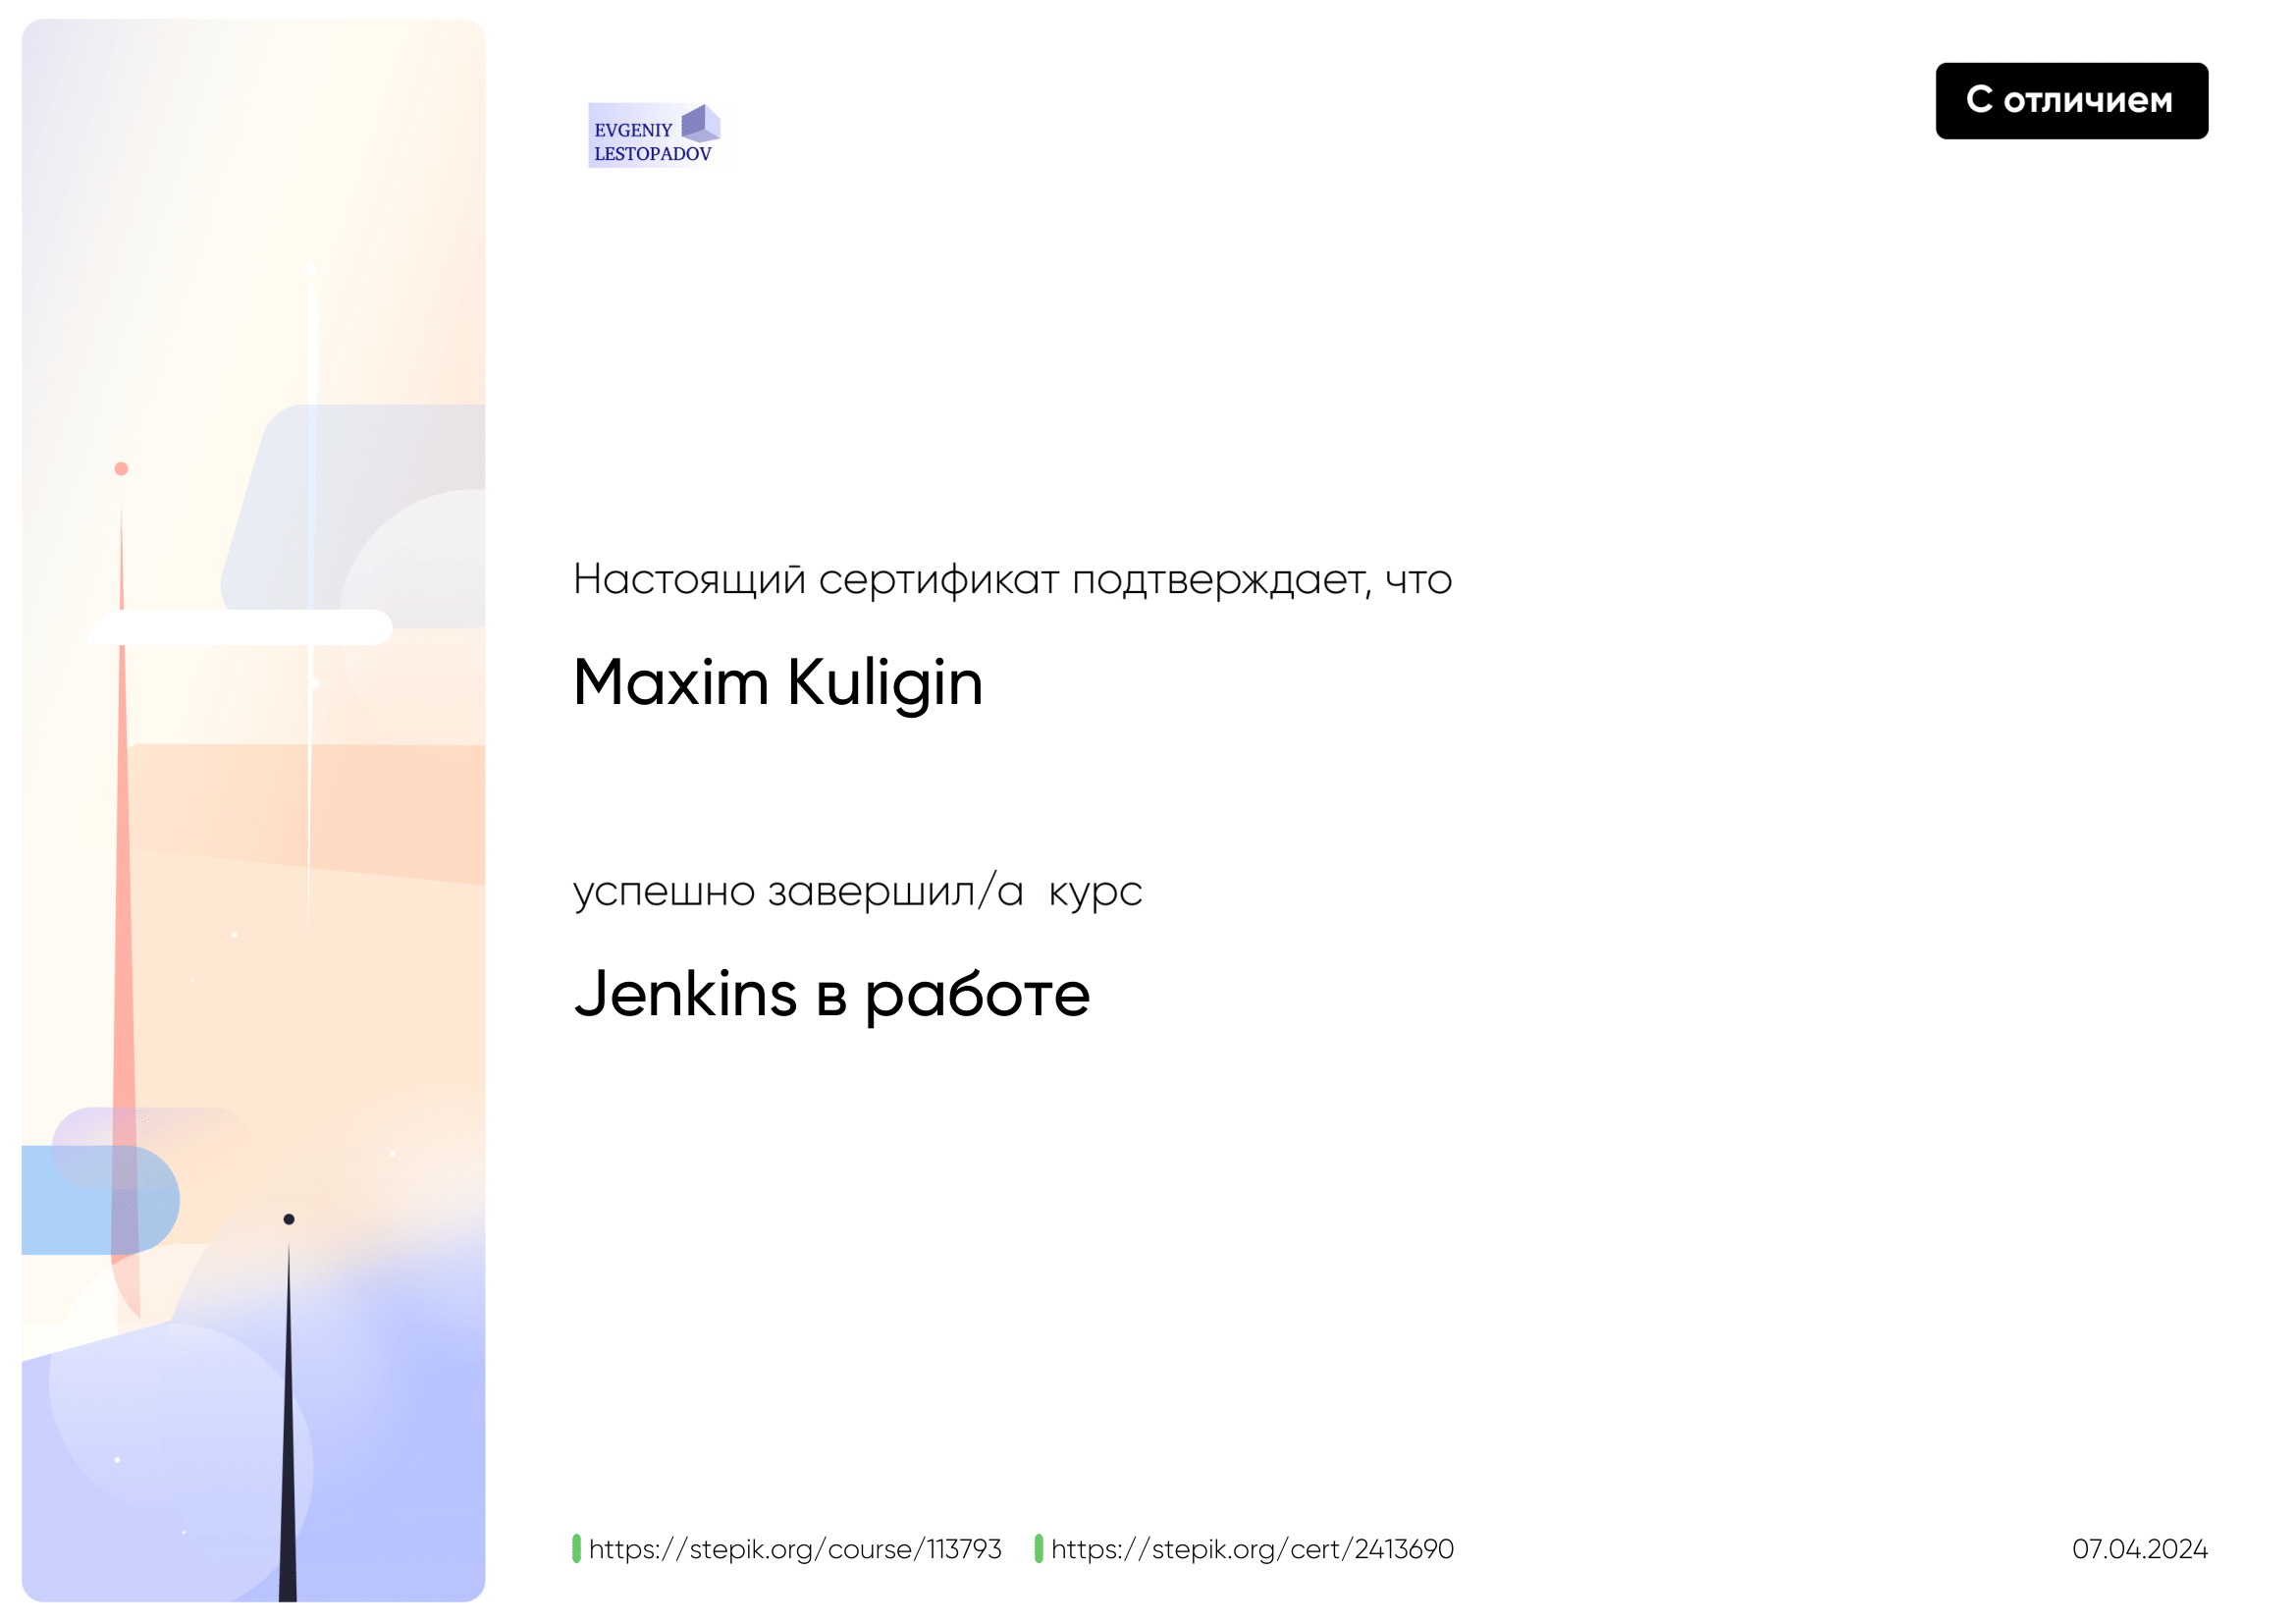 EVGENIY
LESTOPADOV
С отличием
Настоящий сертификат подтверждает, что
Maxim Kuligin
успешно завершил/а курс
Jenkins в работе
https://stepik.org/course/113793 https://stepik.org/cert/2413690 07.04.2024